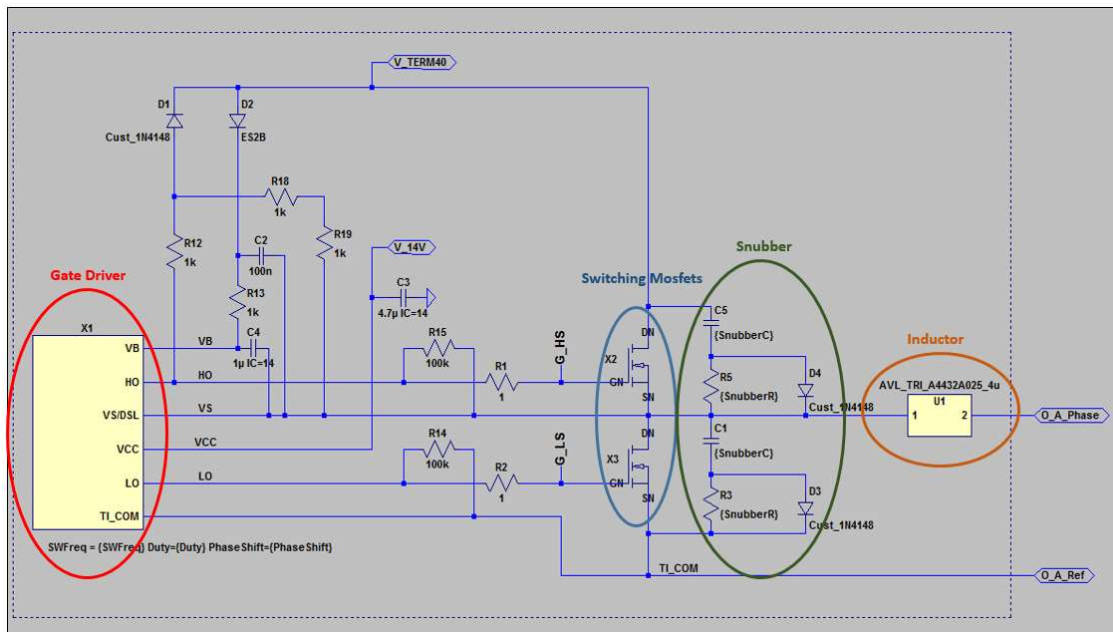 V_TERM40
D1
Cust_1N4148
D2
ES2B
R18
1k
R12
1k
R19
1k
C2
100n
V_14V
Snubber
Gate Driver
Switching Mosfets
R13
1k
C3
4.7µ IC=14
C5
{SnubberC}
X1
C4
1µ IC=14
R15
100k
Inductor
VB
VB
G_HS
X2
DN
D4
AVL_TRI_A4432A025_4u
HO
HO
R1
1
GN
SN
R5
{SnubberR}
Cust_1N4148
U1
VS/DSL
VS
1
2
O_A_Phase
VCC
VCC
R14
100k
G_LS
X3
DN
C1
{SnubberC}
LO
LO
R2
1
GN
SN
R3
{SnubberR}
D3
Cust_1N4148
TI_COM
SWFreq = {SWFreq} Duty={Duty} PhaseShift={PhaseShift}
TI_COM
O_A_Ref